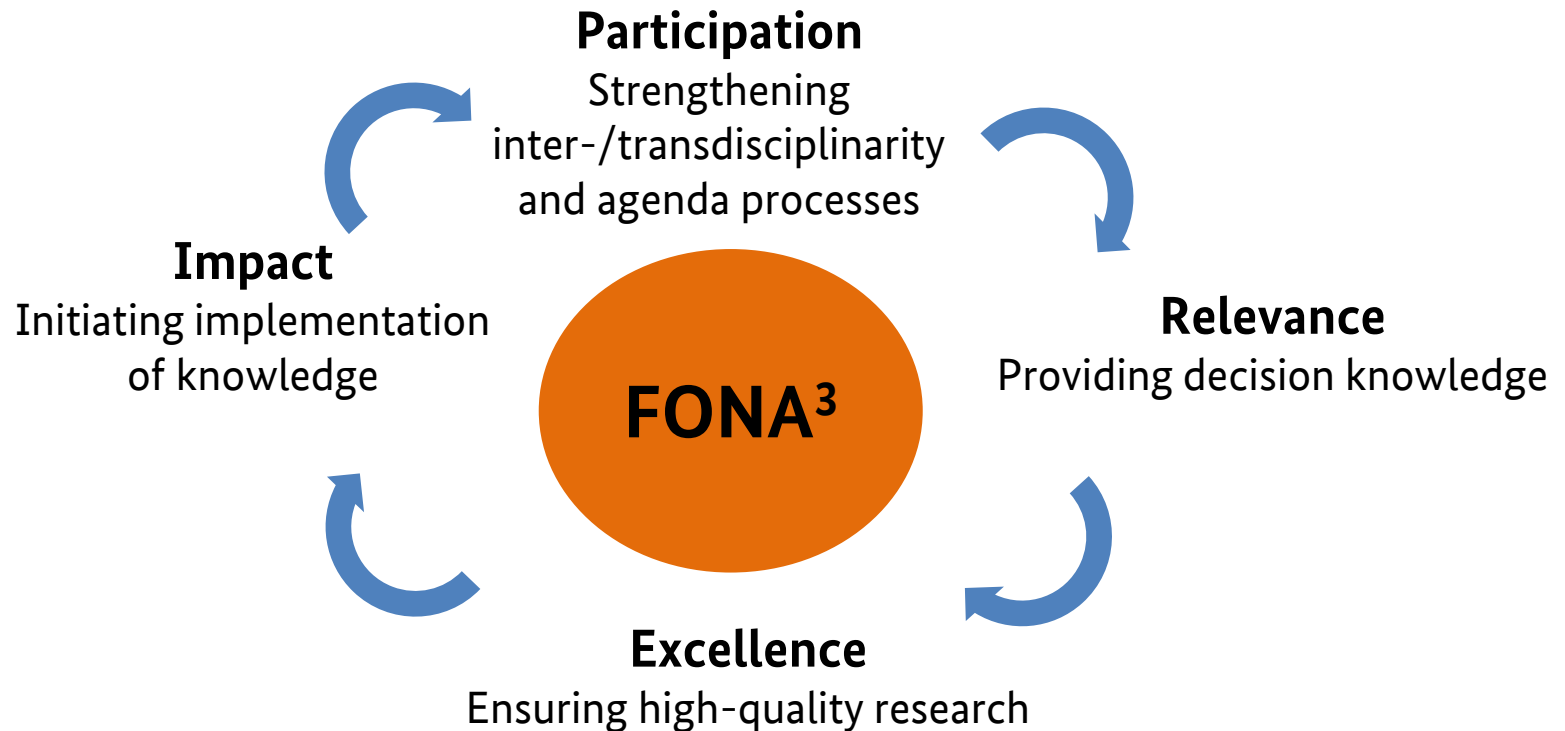 Participation
Strengthening
inter-/transdisciplinarity
and agenda processes
Impact
Initiating implementation
of knowledge
Relevance
Providing decision knowledge
FONA³
Excellence
Ensuring high-quality research